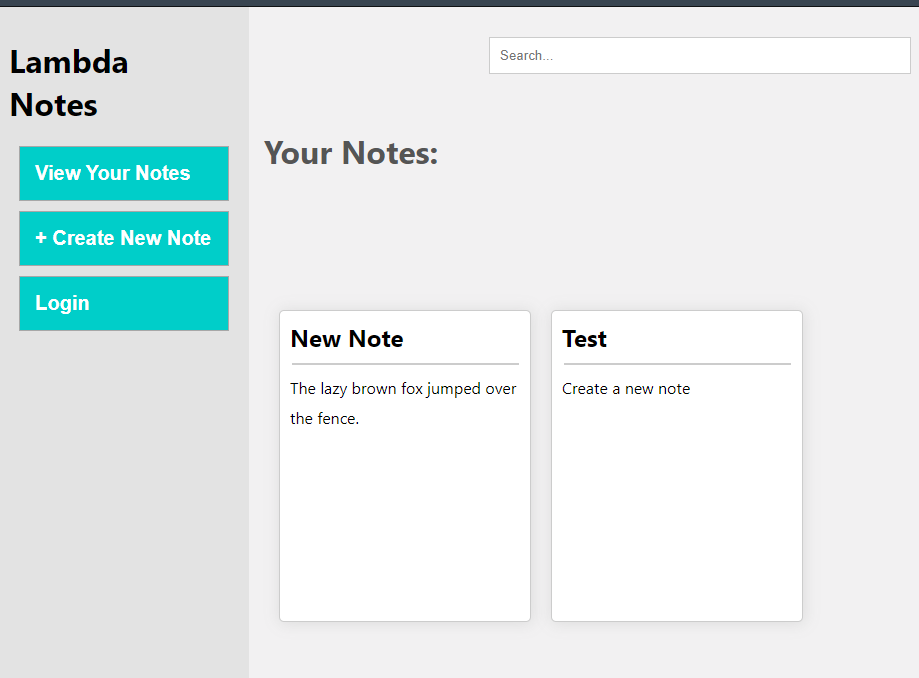 Lambda
Notes
View Your Notes
+ Create New Note
Login
Search...
Your Notes:
New Note
The lazy brown fox jumped over
the fence.
Test
Create a new note